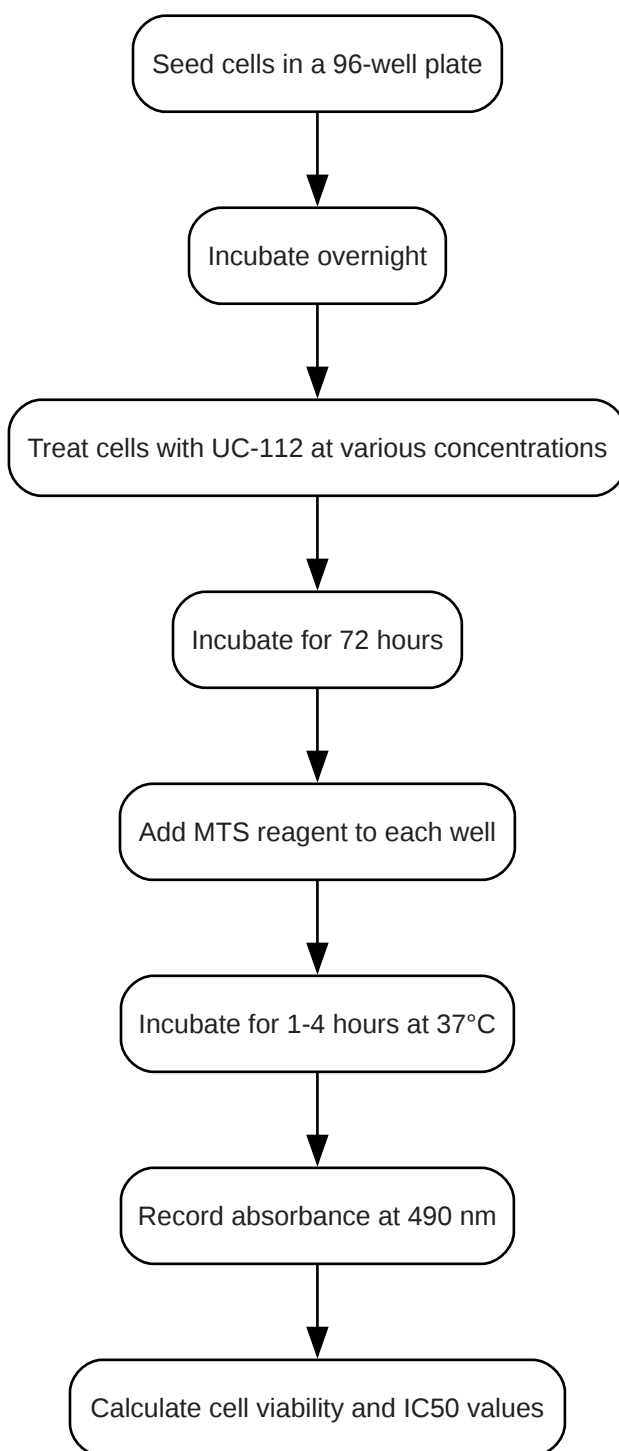 Seed cells in a 96-well plate
Incubate overnight
Treat cells with UC-112 at various concentrations
Incubate for 72 hours
Add MTS reagent to each well
Incubate for 1-4 hours at 37°C
Record absorbance at 490 nm
Calculate cell viability and IC50 values